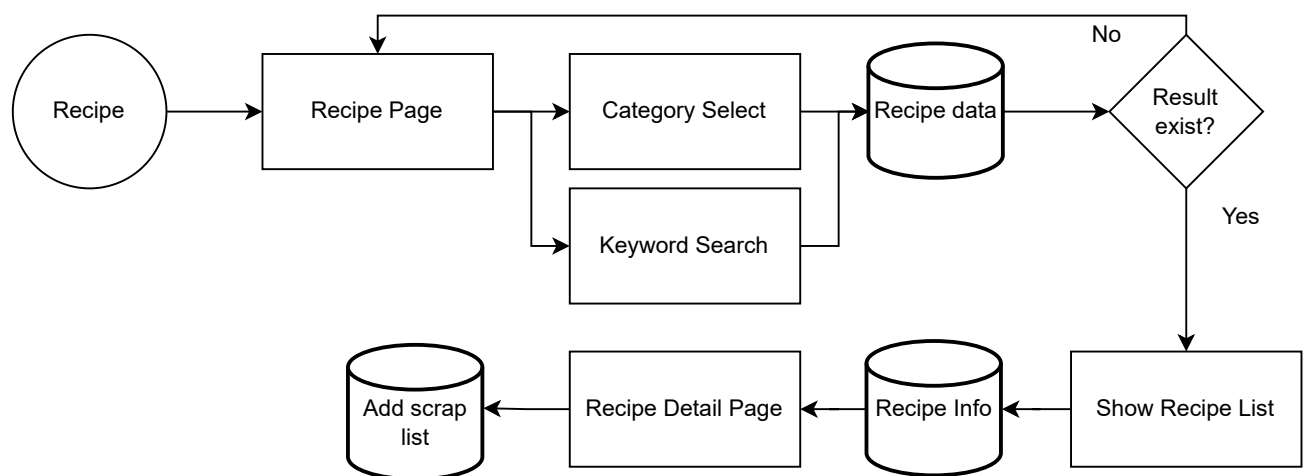 No
Recipe
Recipe Page
Category Select
Recipe data
Result
exist?
Keyword Search
Yes
Add scrap
list
Recipe Detail Page
Recipe Info
Show Recipe List